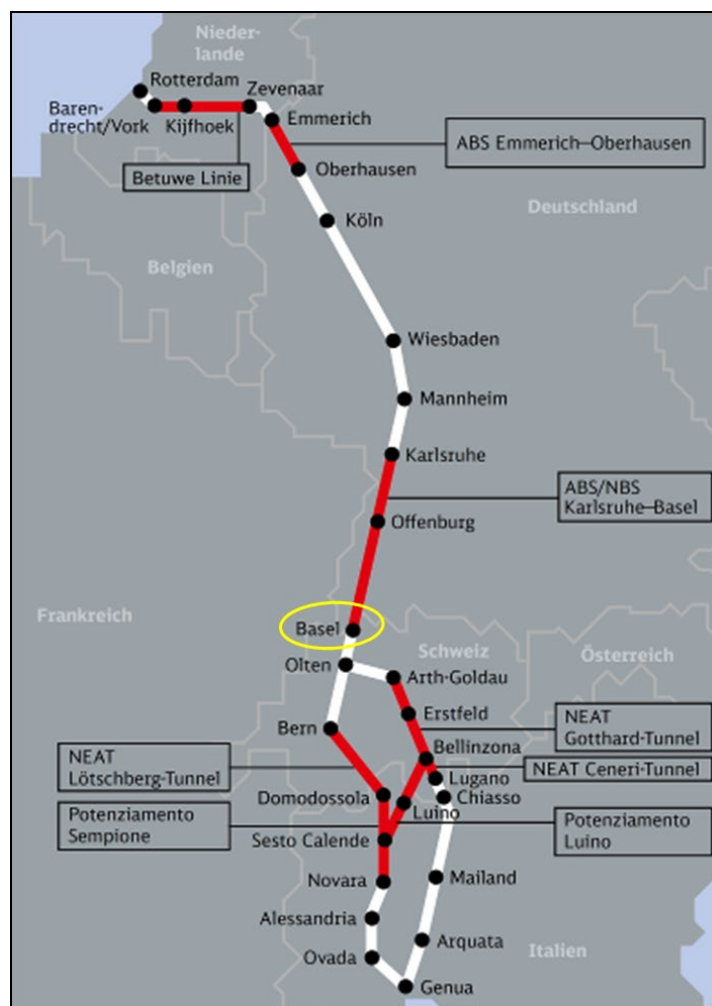 Nieder-
lande
Rotterdam
Zevenaar
Baren-
drecht/Vork
Kijfhoek
Emmerich
ABS Emmerich–Oberhausen
Betuwe Linie
Oberhausen
Deutschland
Köln
Belgien
Wiesbaden
Mannheim
Karlsruhe
ABS/NBS
Karlsruhe–Basel
Offenburg
Frankreich
Basel
Schweiz
Österreich
Olten
Arth-Goldau
Erstfeld
NEAT
Gotthard-Tunnel
Bern
Bellinzona
NEAT
Lötschberg-Tunnel
NEAT Ceneri-Tunnel
Lugano
Domodossola
Chiasso
Luino
Potenziamento
Sempione
Potenziamento
Luino
Sesto Calende
Novara
Mailand
Alessandria
Arquata
Italien
Ovada
Genua